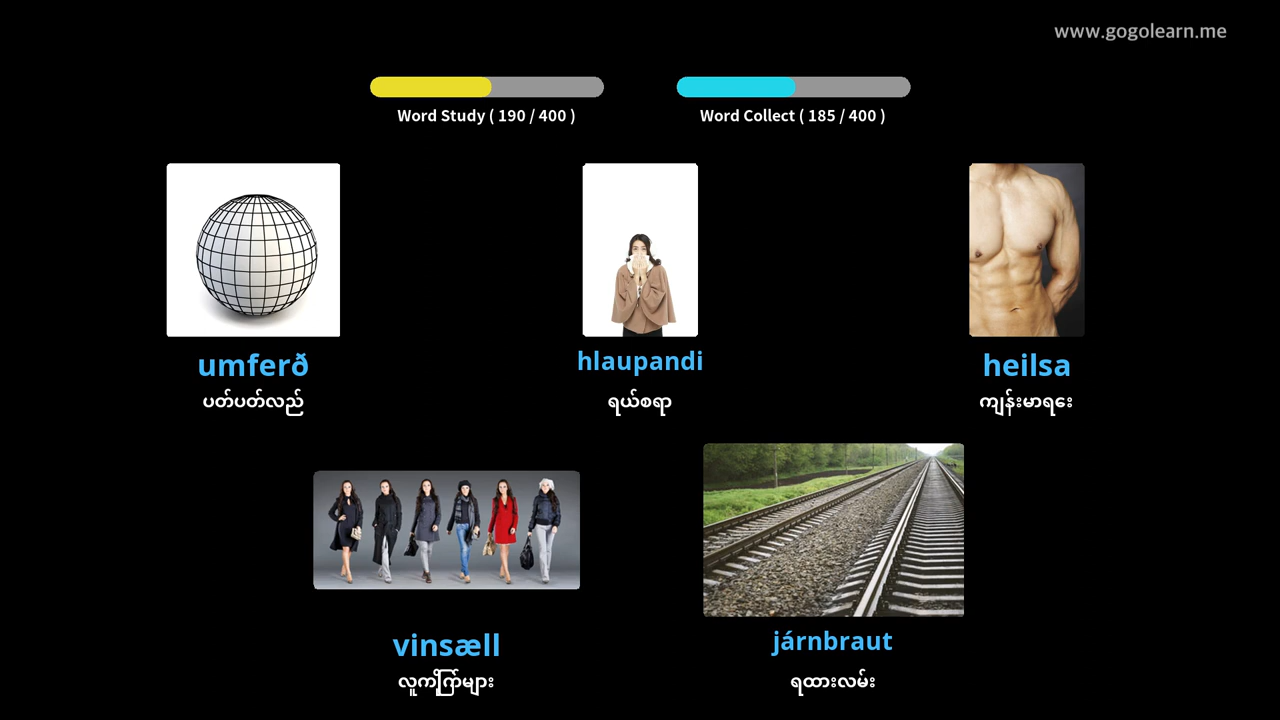 www.gogolearn.me
Word Study ( 190 / 400 )
Word Collect ( 185 / 400 )
umferð
hlaupandi
heilsa
ပတ်ပတ်လည်
ရယ်စရာ
ကျန်းမာရေး
vinsæll
járnbraut
လူကြိုက်များ
ရထားလမ်း